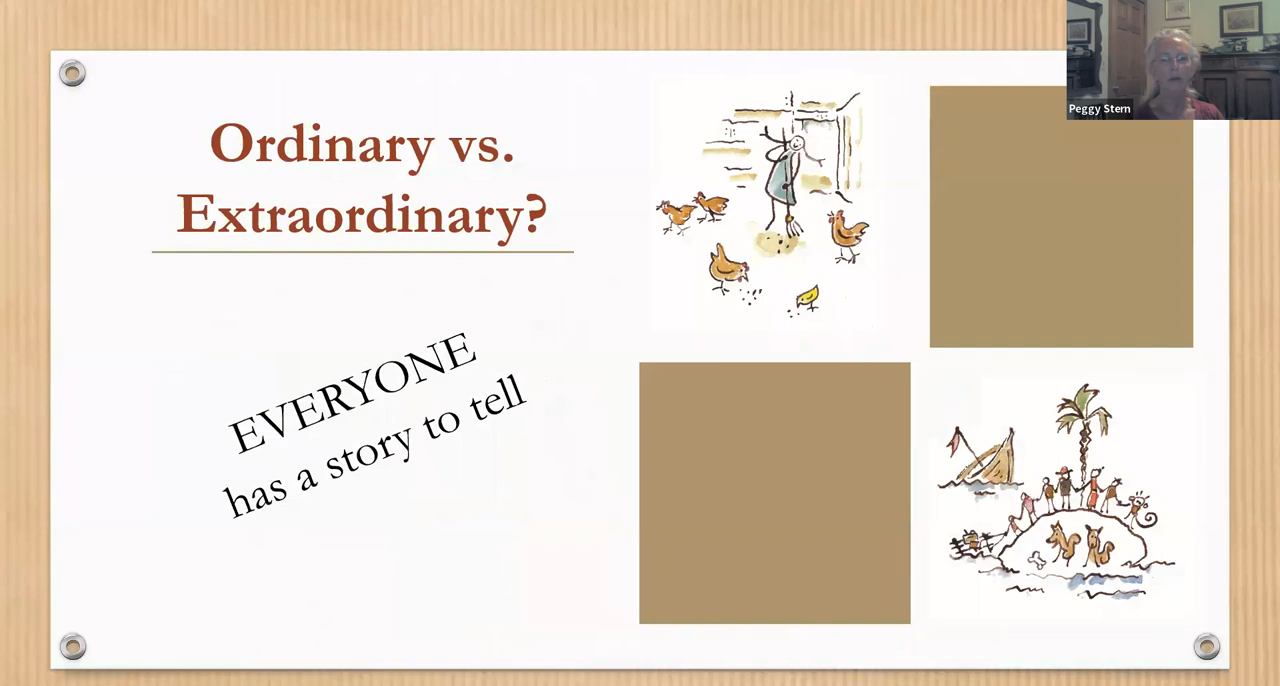 Ordinary vs.
Extraordinary?
EVERYONE
has a story to tell
Peggy Stern